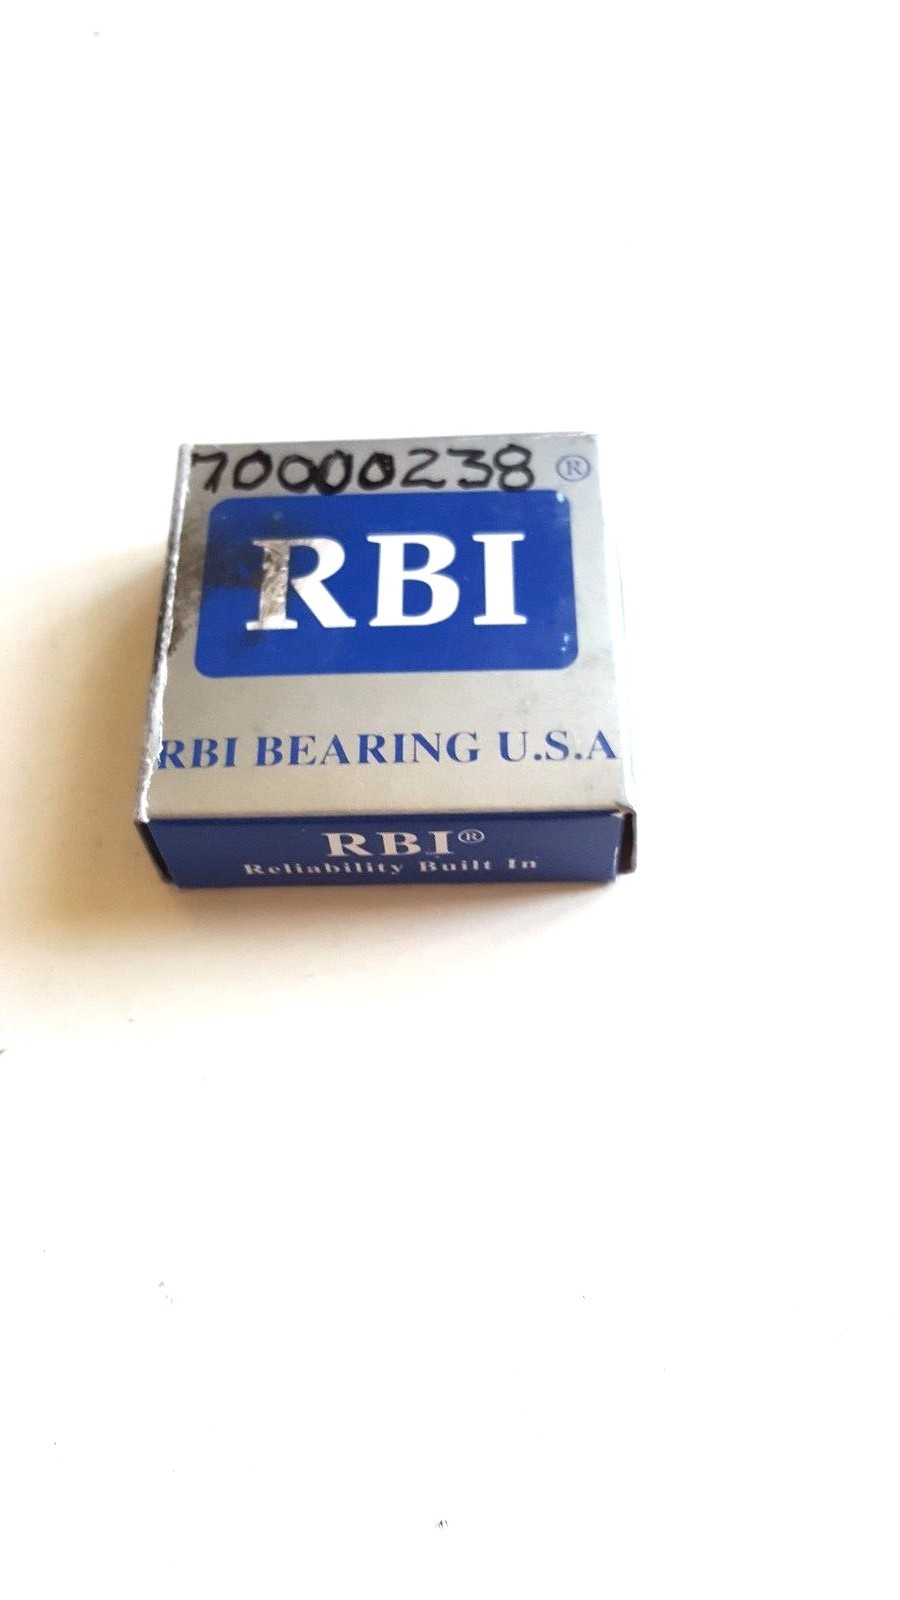 70000238 ®
RBI
RBI BEARING U.S.A
RBI®
Reliability Built In